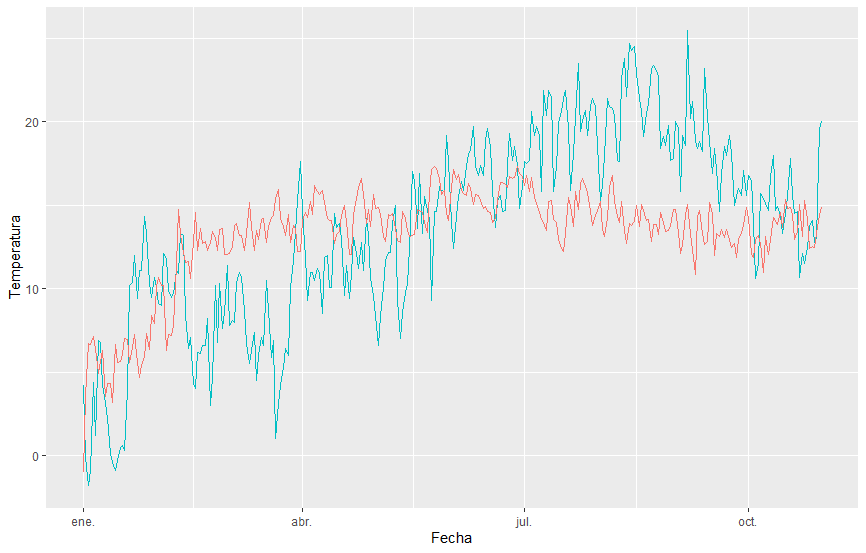 Temperatura
20
10
0
ene.
abr.
jul.
oct.
Fecha